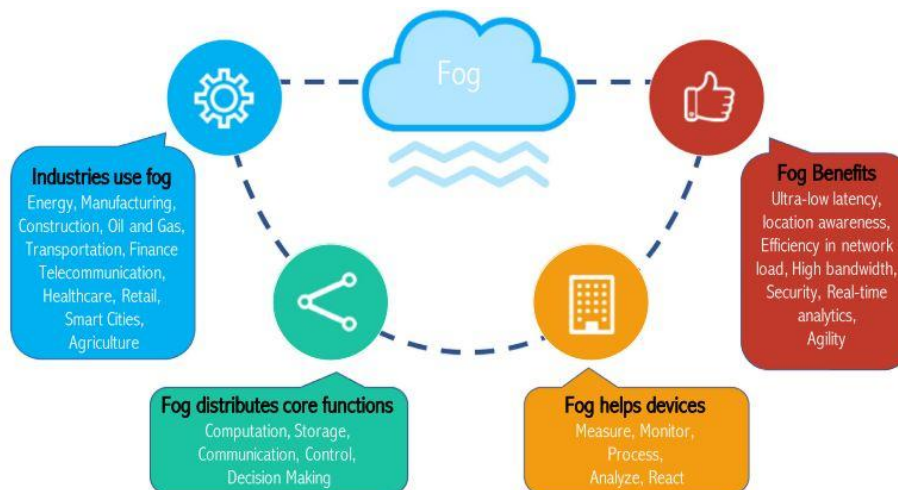 Fog
Industries use fog
Energy, Manufacturing,
Construction, Oil and Gas,
Transportation, Finance
Telecommunication,
Healthcare, Retail,
Smart Cities,
Agriculture
Fog distributes core functions
Computation, Storage,
Communication, Control,
Decision Making
Fog helps devices
Measure, Monitor,
Process,
Analyze, React
Fog Benefits
Ultra-low latency,
location awareness,
Efficiency in network
load, High bandwidth,
Security, Real-time
analytics,
Agility